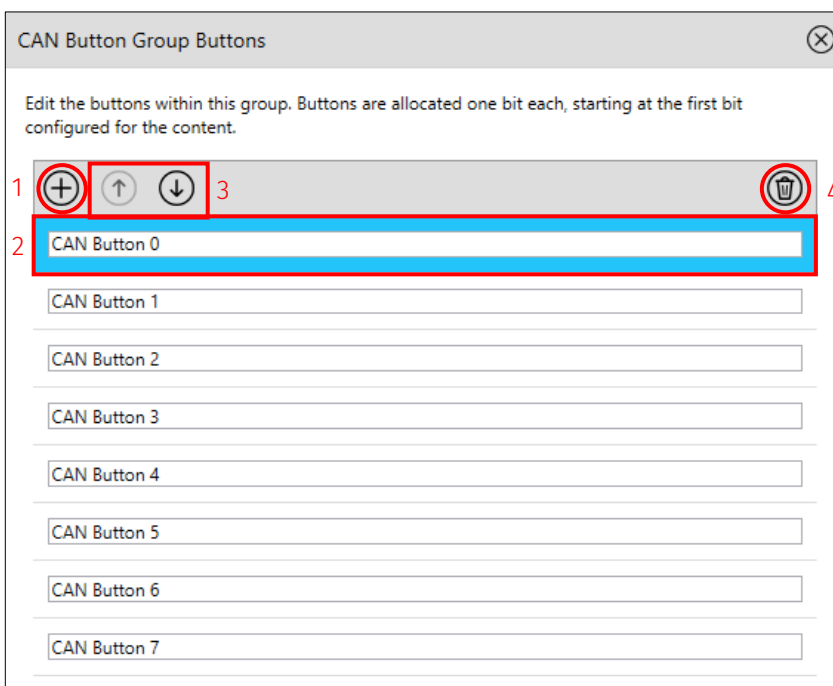 CAN Button Group Buttons
Edit the buttons within this group. Buttons are allocated one bit each, starting at the first bit
configured for the content.
1 3 4
2 CAN Button 0
CAN Button 1
CAN Button 2
CAN Button 3
CAN Button 4
CAN Button 5
CAN Button 6
CAN Button 7